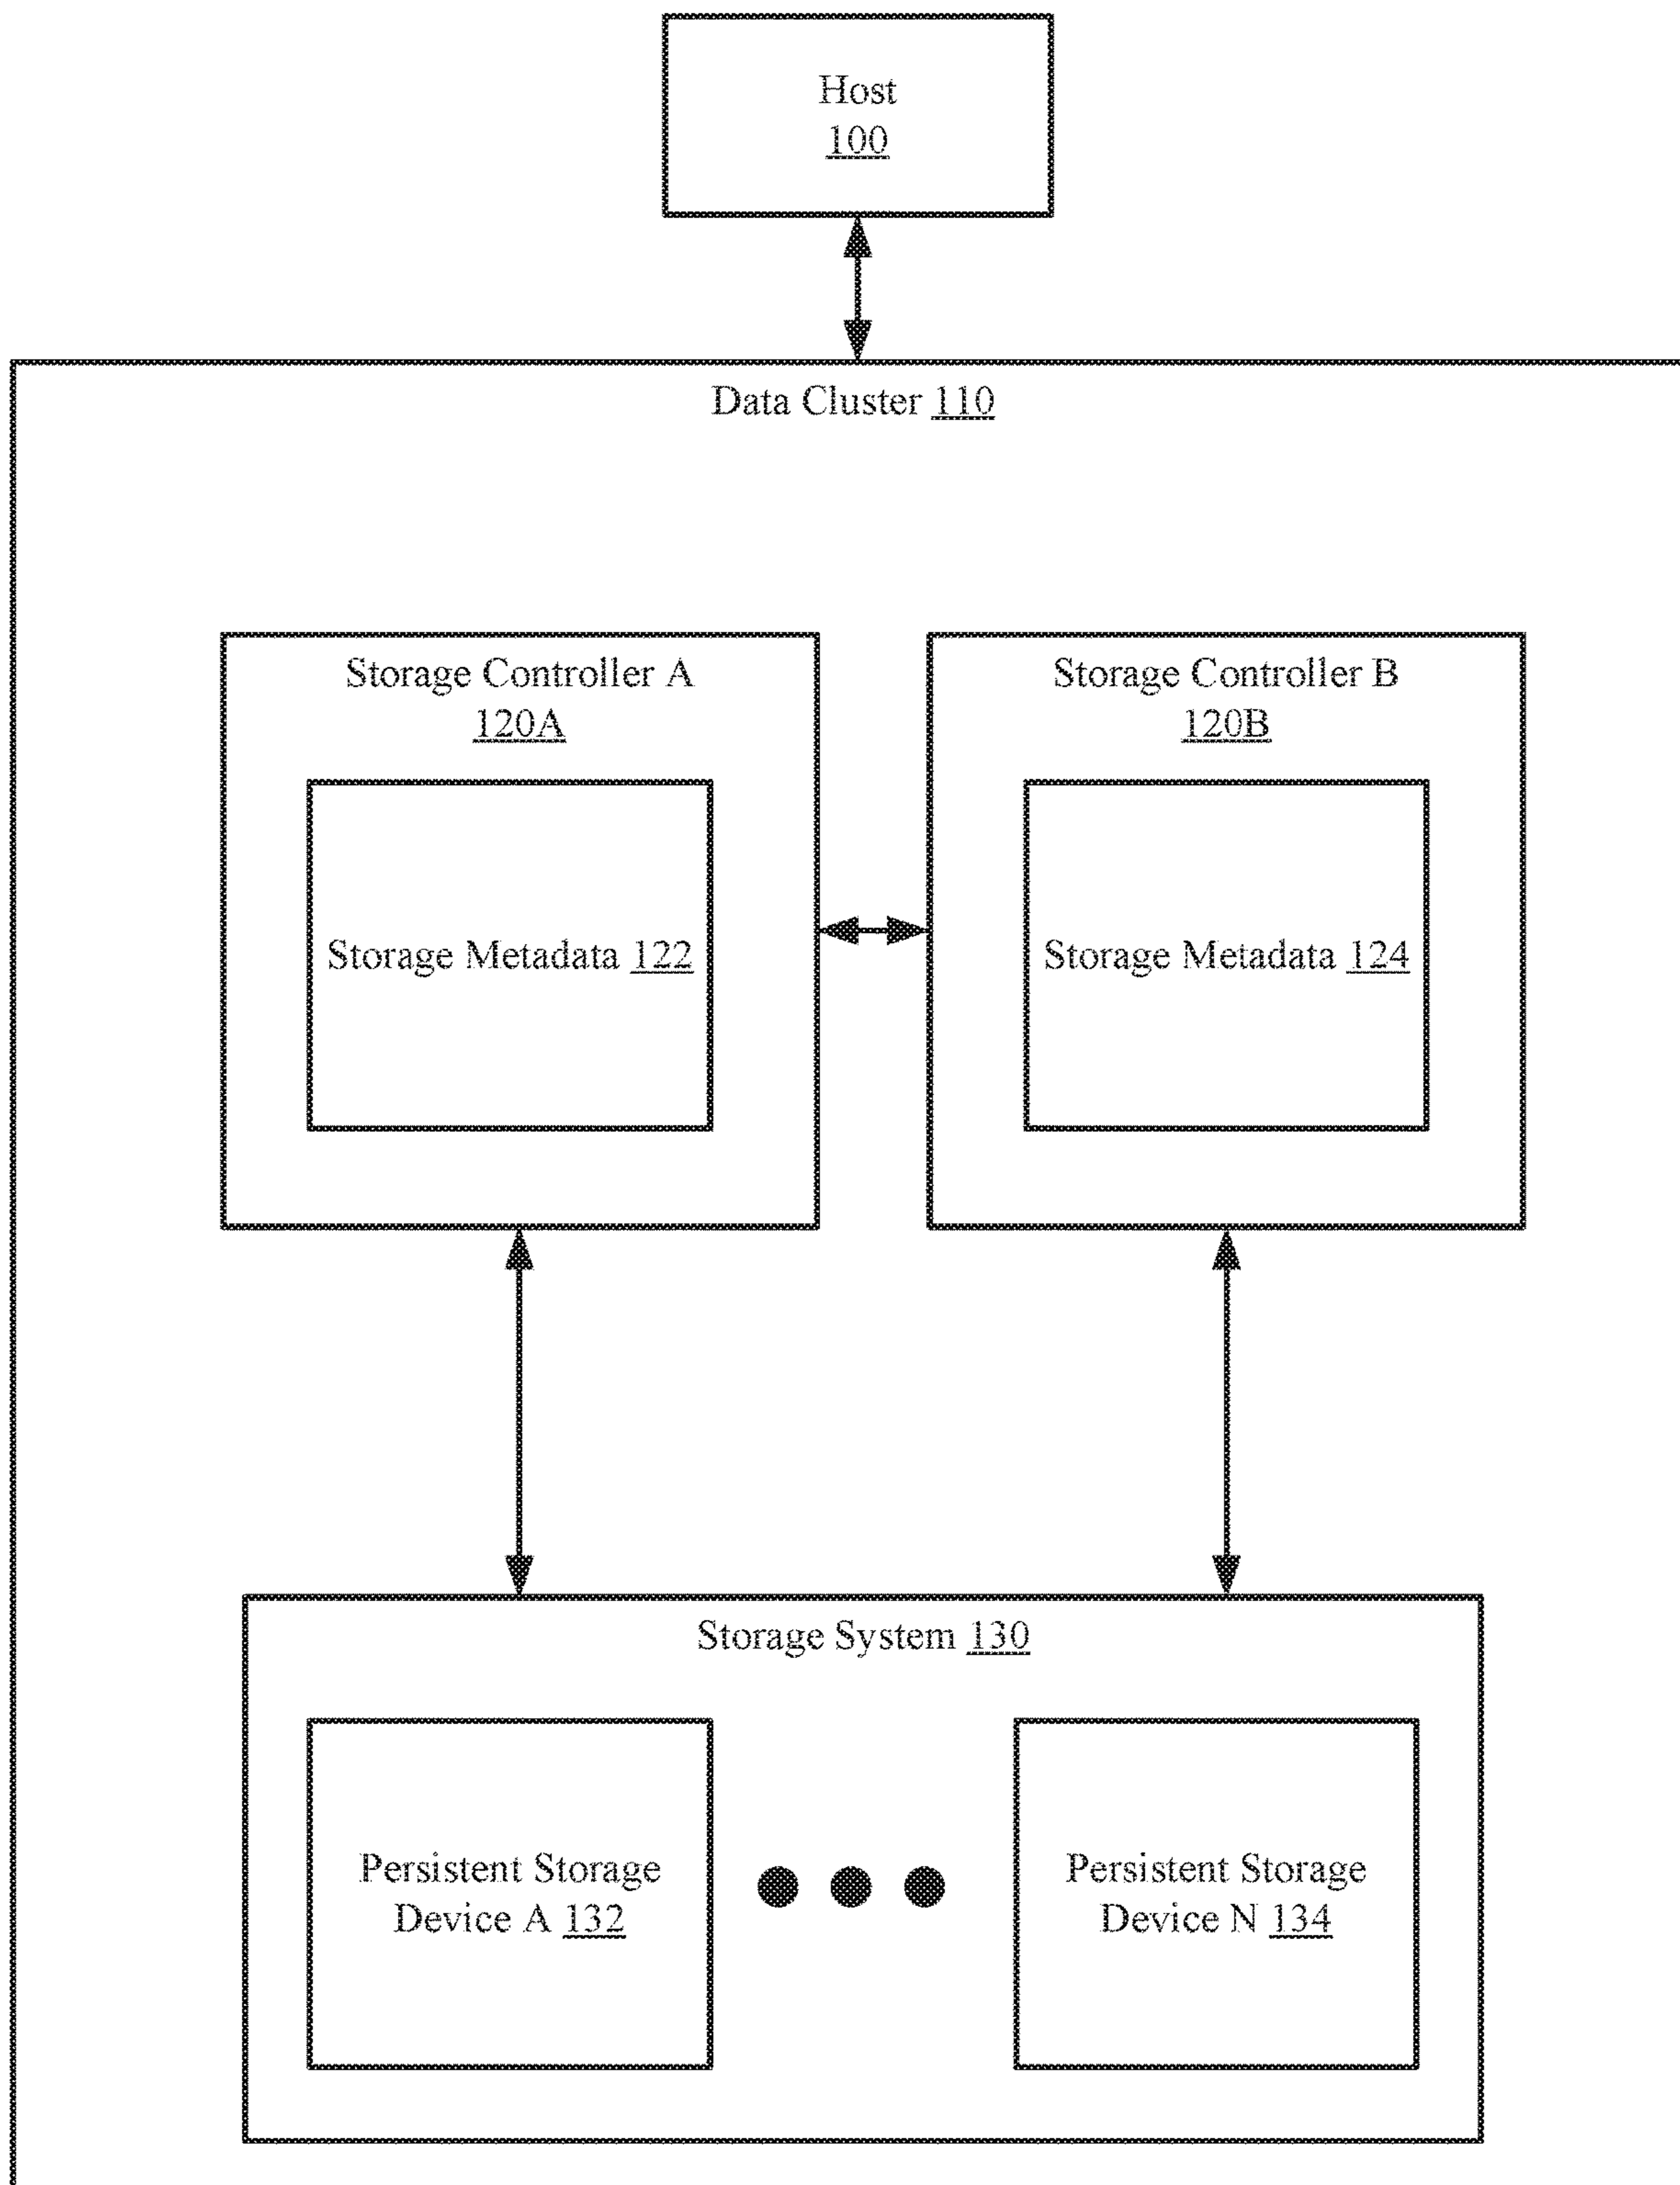 Host
100
Data Cluster 110
Storage Controller A
120A
Storage Controller B
120B
Storage Metadata 122
Storage Metadata 124
Storage System 130
Persistent Storage
Device A 132
Persistent Storage
Device N 134